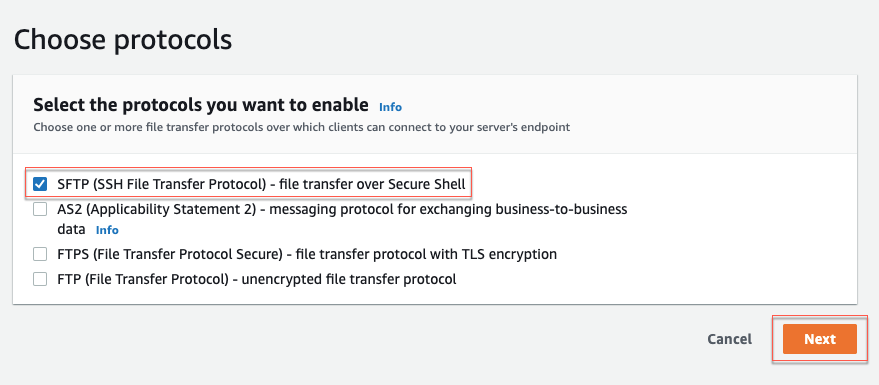 Choose protocols
Select the protocols you want to enable Info
Choose one or more file transfer protocols over which clients can connect to your server's endpoint
SFTP (SSH File Transfer Protocol) - file transfer over Secure Shell
AS2 (Applicability Statement 2) - messaging protocol for exchanging business-to-business
data Info
FTPS (File Transfer Protocol Secure) - file transfer protocol with TLS encryption
FTP (File Transfer Protocol) - unencrypted file transfer protocol
Cancel Next